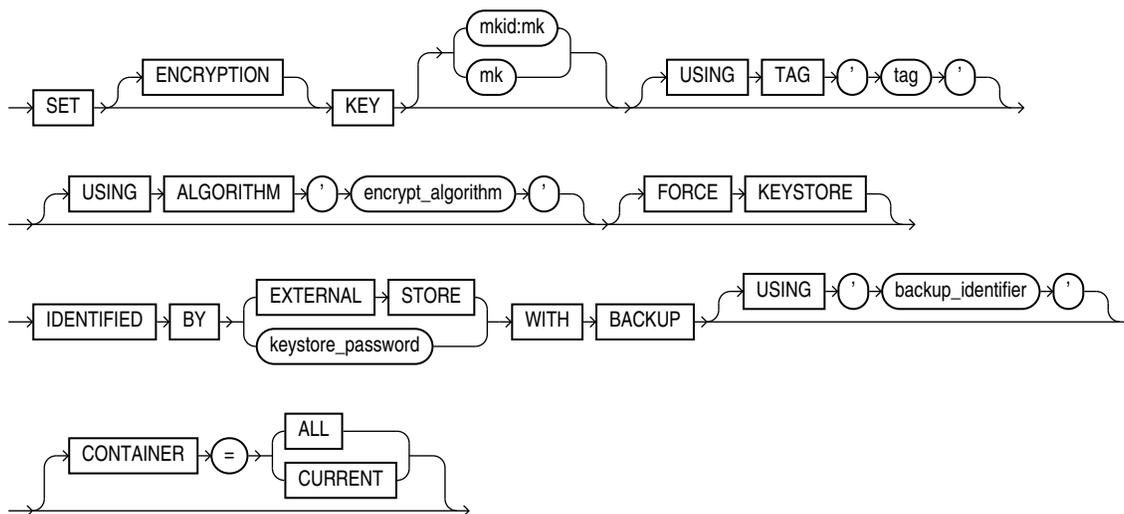 mkid:mk
ENCRYPTION mk USING TAG ' tag '
SET KEY
USING ALGORITHM ' encrypt_algorithm ' FORCE KEYSTORE
EXTERNAL STORE USING ' backup_identifier '
IDENTIFIED BY WITH BACKUP
keystore_password
ALL
CONTAINER =
CURRENT